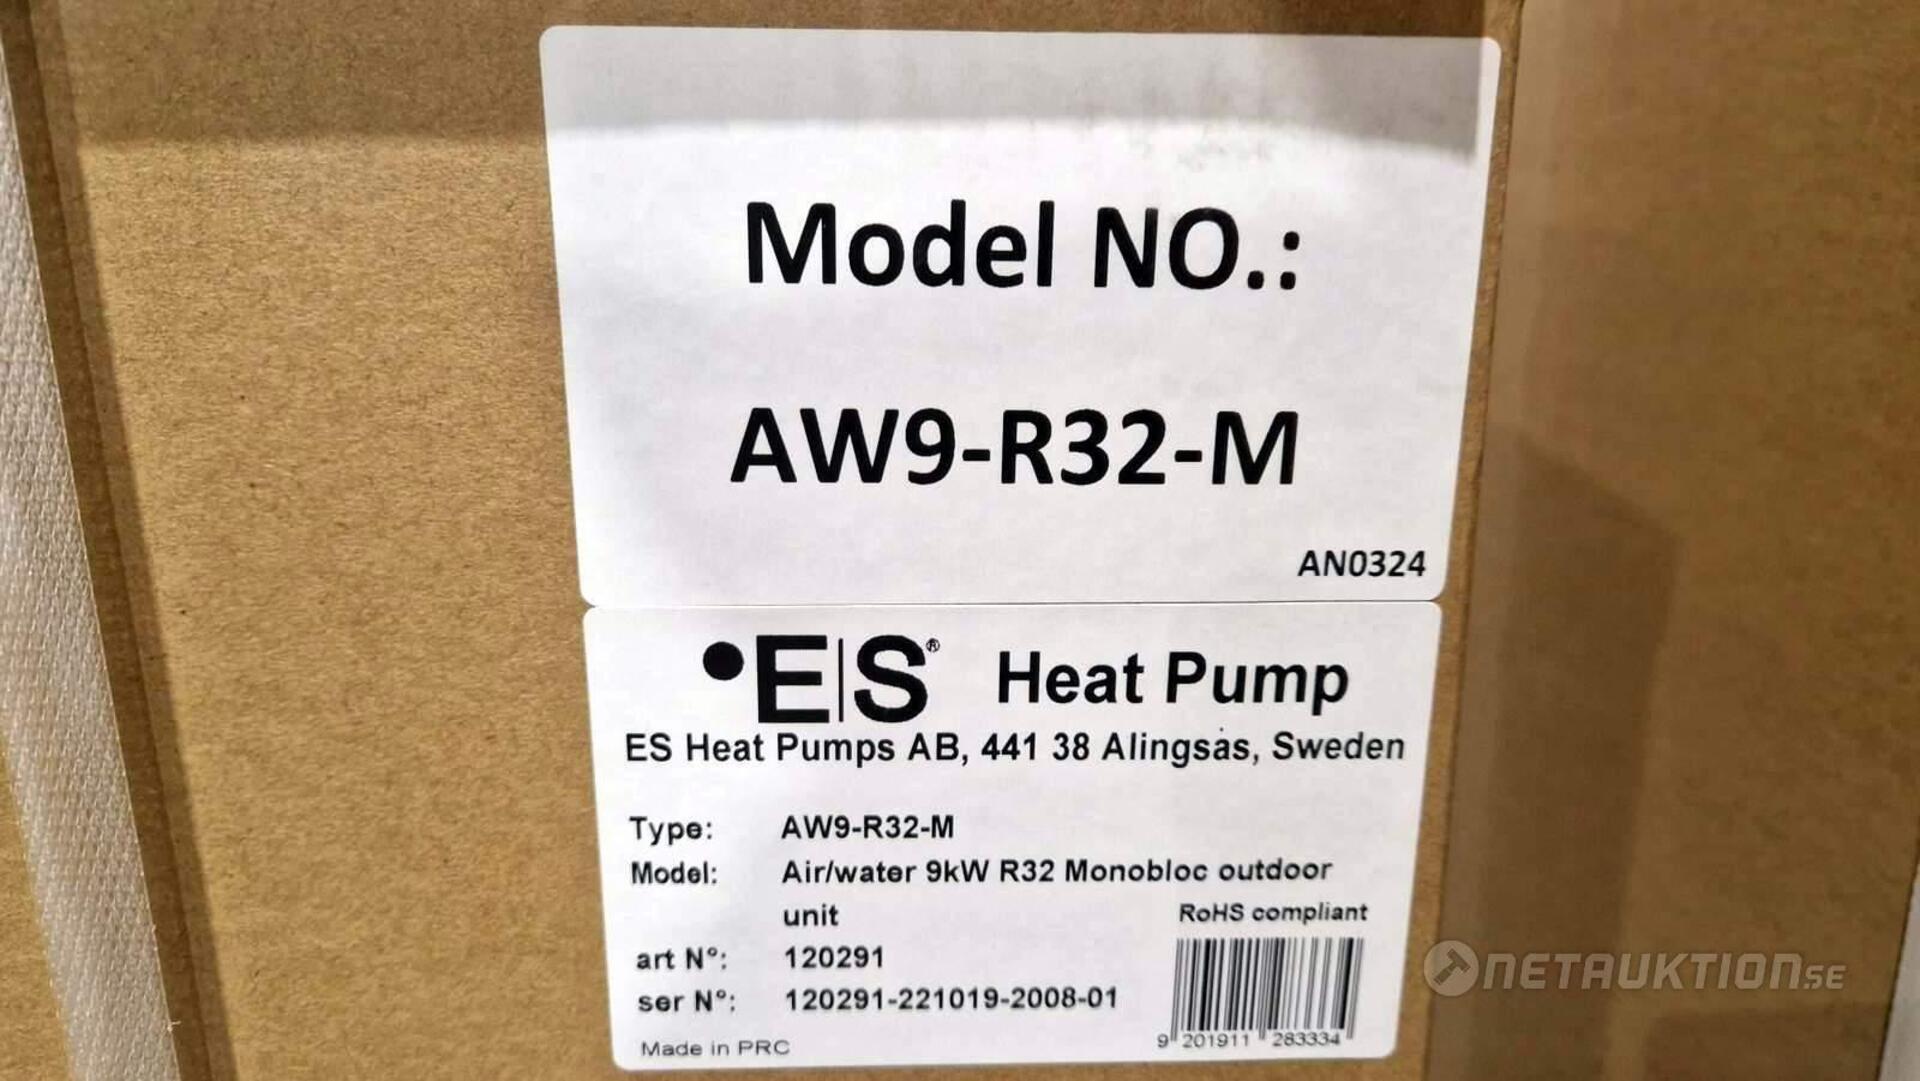 Model NO.:
AW9-R32-M
AN0324
•E|S® Heat Pump
ES Heat Pumps AB, 441 38 Alingsås, Sweden
Type: AW9-R32-M
Model: Air/water 9kW R32 Monobloc outdoor
unit
RoHS compliant
art N°: 120291
ser N°: 120291-221019-2008-01
9 201911 283334
Made in PRC
NETAUKTION.SE